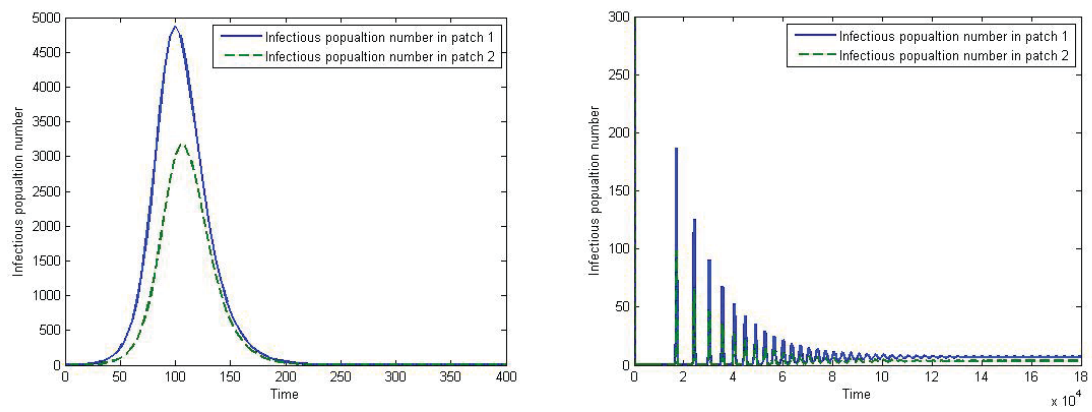 5000
4500
4000
3500
3000
2500
2000
1500
1000
500
0
Infectious popualtion number
Infectious popualtion number in patch 1
Infectious popualtion number in patch 2
0 50 100 150 200 250 300 350 400
Time
300
250
200
150
100
50
0
Infectious popualtion number
Infectious popualtion number in patch 1
Infectious popualtion number in patch 2
0 2 4 6 8 10 12 14 16 18
Time
x 10^4